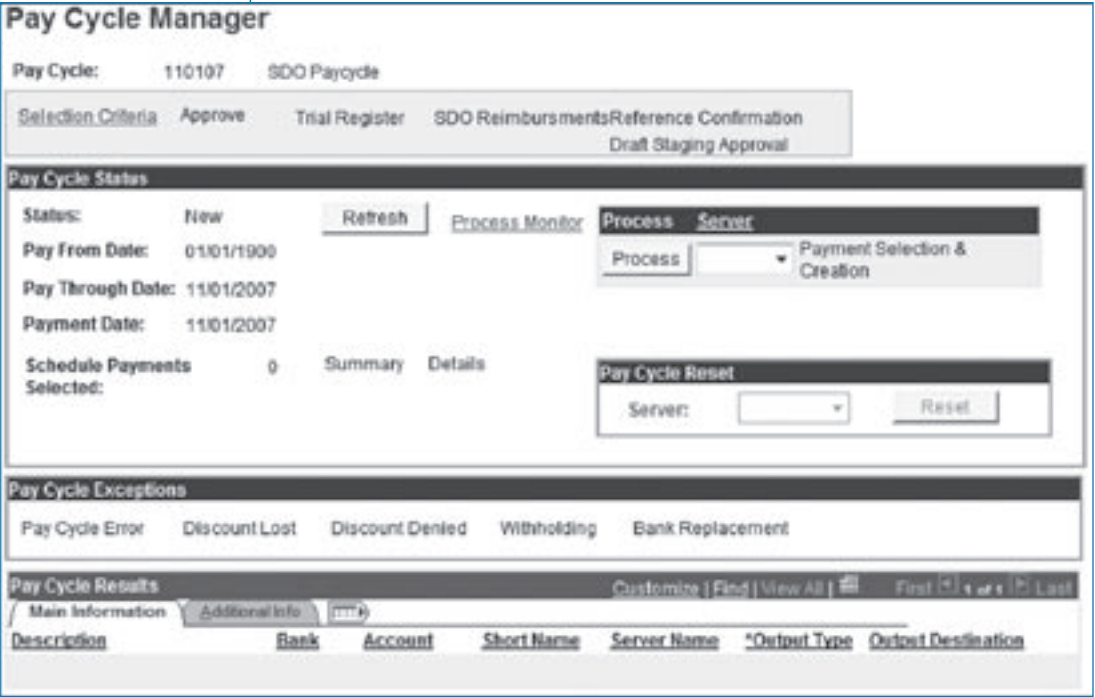 Pay Cycle Manager
Pay Cycle: 110107 SDO Paycycle
Selection Criteria Approve Trial Register SDO ReimbursmentsReference Confirmation
Draft Staging Approval
Pay Cycle Status
Status: New Refresh Process Monitor Process Server
Pay From Date: 01/01/1900 Process Payment Selection &
Creation
Pay Through Date: 11/01/2007
Payment Date: 11/01/2007
Schedule Payments 0 Summary Details
Selected:
Pay Cycle Reset
Server: Reset
Pay Cycle Exceptions
Pay Cycle Error Discount Lost Discount Denied Withholding Bank Replacement
Pay Cycle Results Customize | Find | View All | First 1 of 1 Last
Main Information Additional Info
Description Bank Account Short Name Server Name *Output Type Output Destination